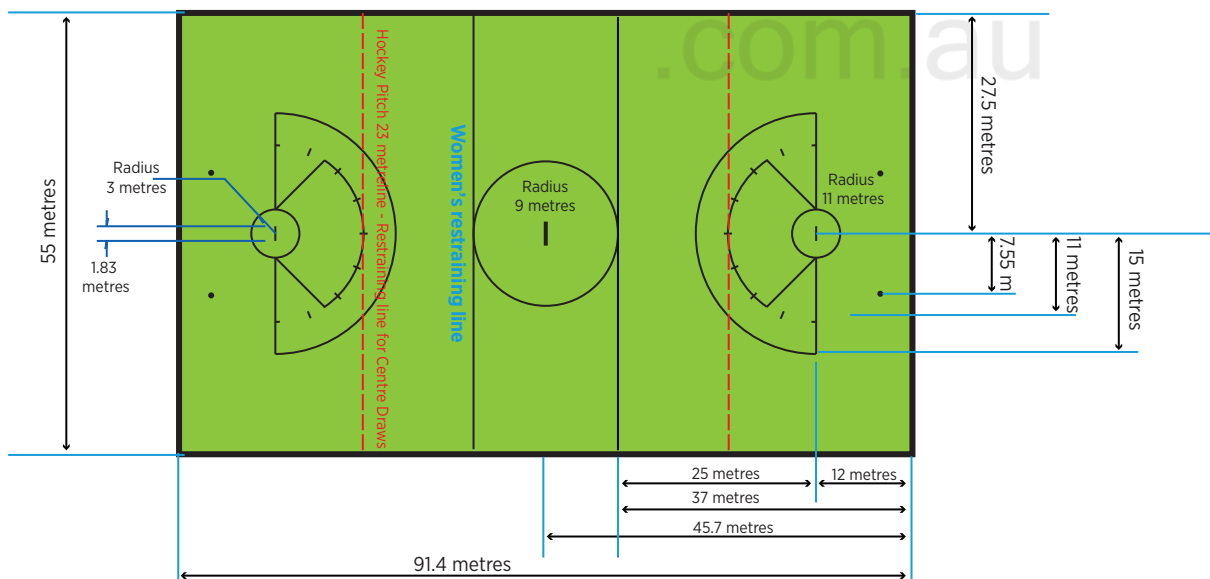 .com.au
Hockey Pitch 23 metreline - Restraining line for Centre Draws
Women's restraining line
27.5 metres
55 metres
Radius
3 metres
Radius
9 metres
Radius
11 metres
1.83
metres
7.55 m
11 metres
15 metres
25 metres
12 metres
37 metres
45.7 metres
91.4 metres